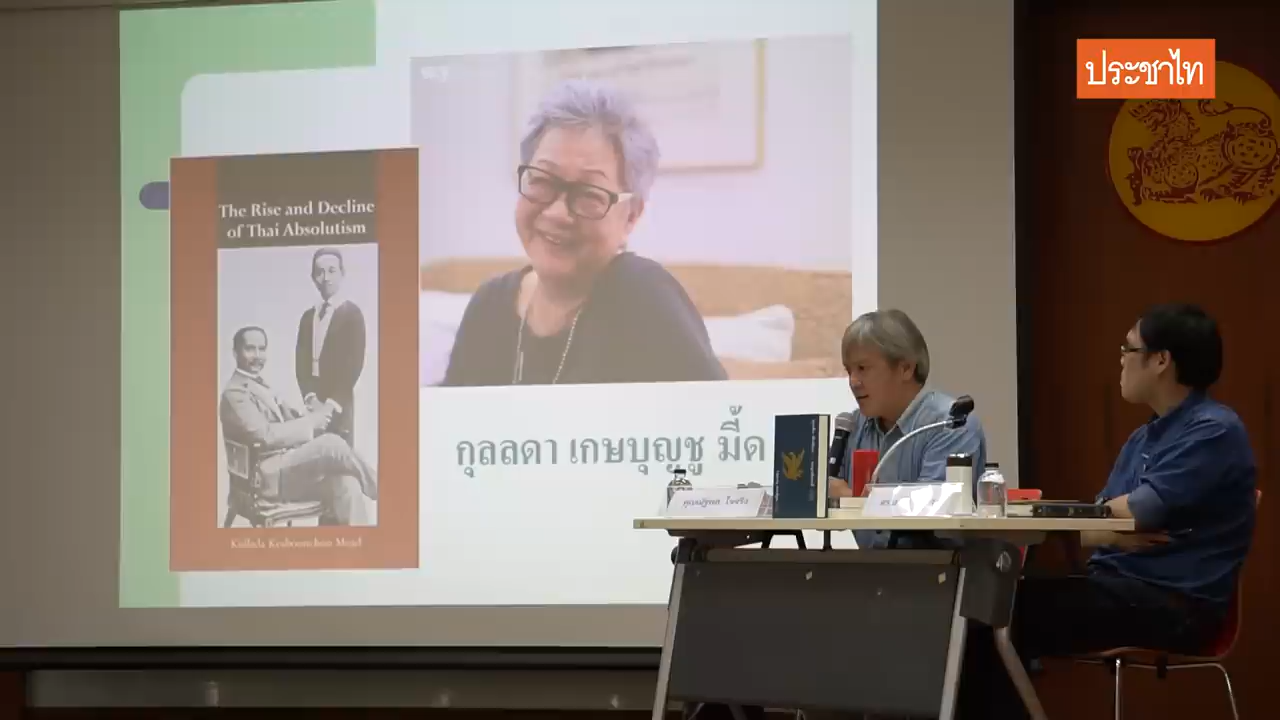 ประชาไท
The Rise and Decline
of Thai Absolutism
Kullada Kesboonchoo Mead
กุลลดา เกษบุญชู มี้ด